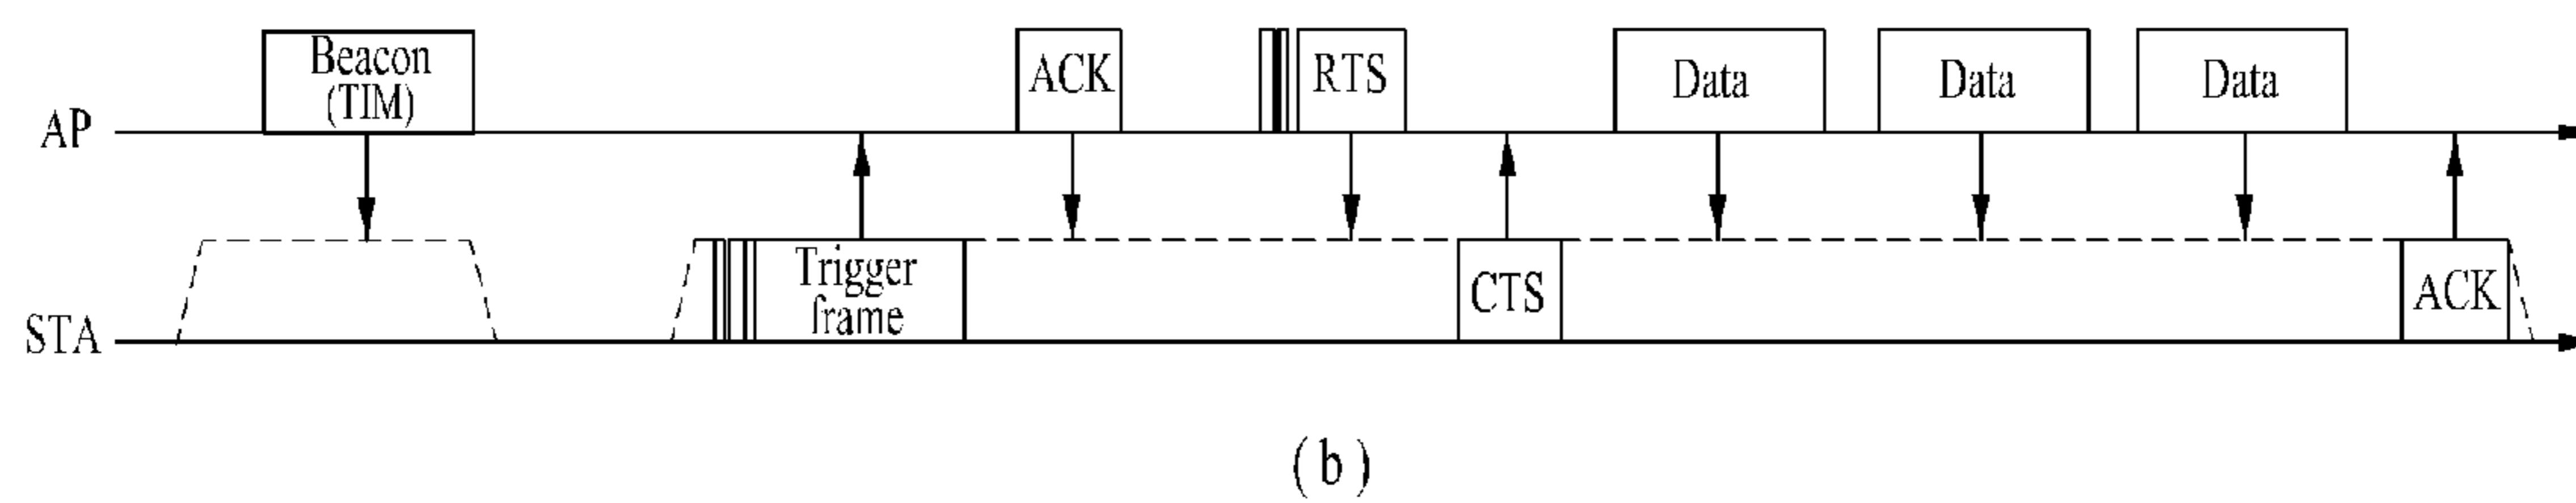 Beacon
(TIM)
ACK
RTS
Data
Data
Data
AP
Trigger
frame
CTS
ACK
STA
(b)